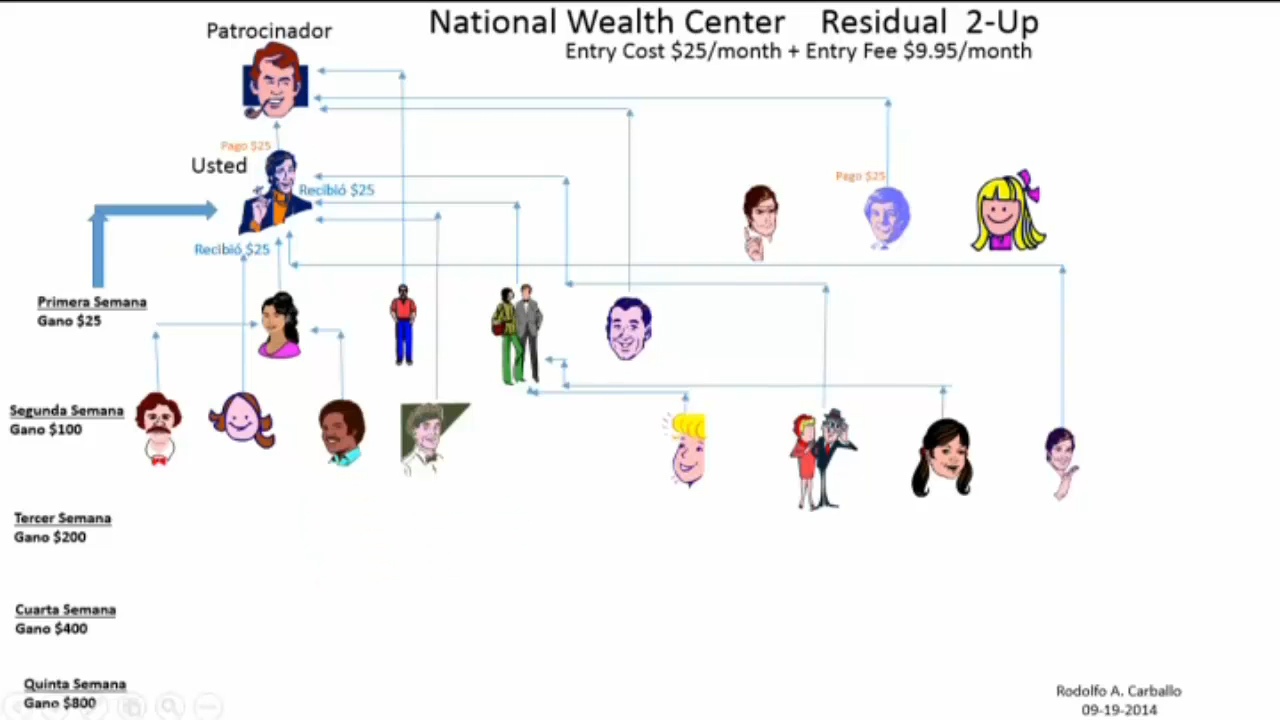 National Wealth Center Residual 2-Up
Entry Cost $25/month + Entry Fee $9.95/month
Patrocinador
Pago $25
Usted
Recibió $25
Pago $25
Recibió $25
Primera Semana
Gano $25
Segunda Semana
Gano $100
Tercer Semana
Gano $200
Cuarta Semana
Gano $400
Quinta Semana
Gano $800
Rodolfo A. Carballo
09-19-2014